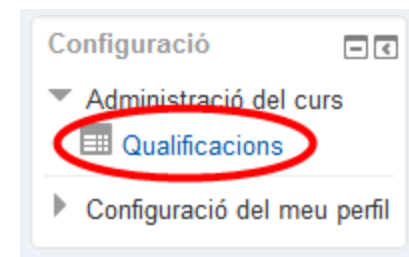 Configuració
Administració del curs
Qualificacions
Configuració del meu perfil